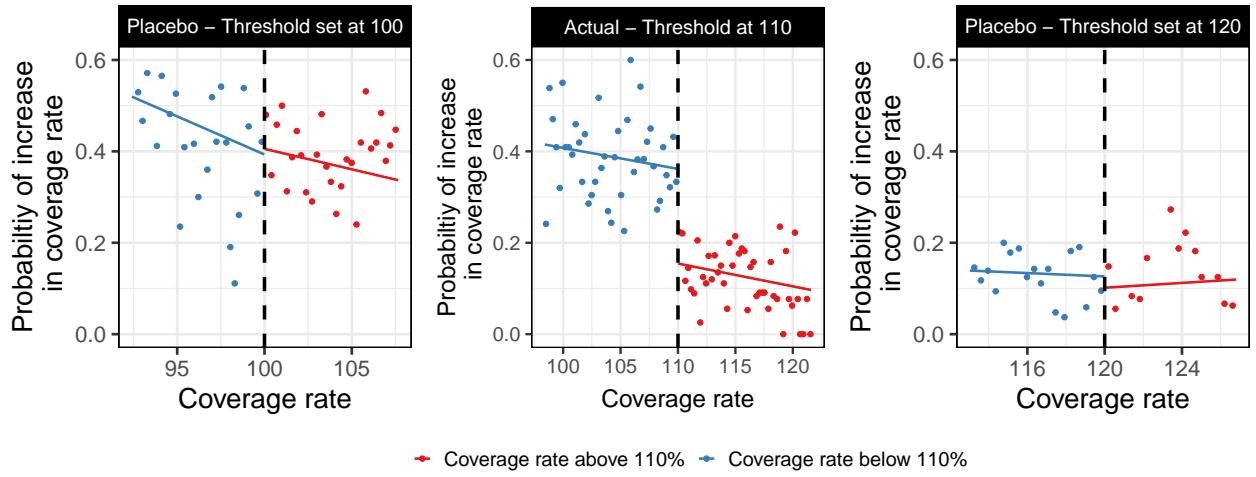 Placebo – Threshold set at 100
Probabiltiy of increase
in coverage rate
0.6
0.4
0.2
0.0
95
100
105
Coverage rate
Actual – Threshold at 110
Probabiltiy of increase
in coverage rate
0.6
0.4
0.2
0.0
100
105
110
115
120
Coverage rate
Placebo – Threshold set at 120
Probabiltiy of increase
in coverage rate
0.6
0.4
0.2
0.0
116
120
124
Coverage rate
Coverage rate above 110%
Coverage rate below 110%